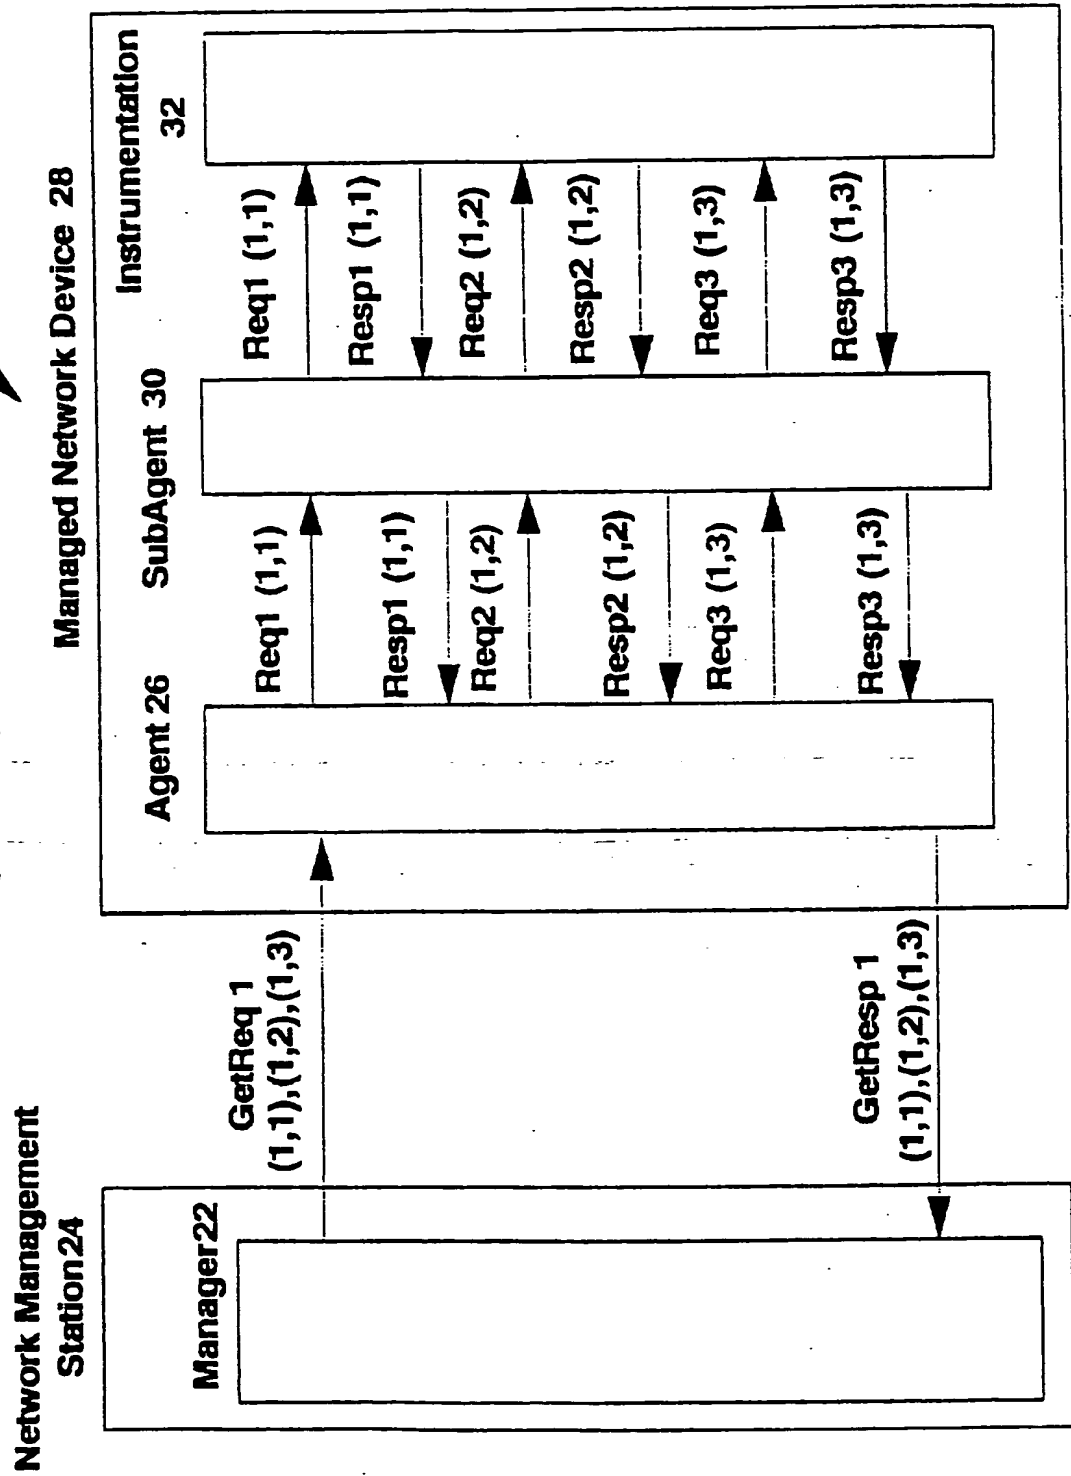 Network Management
Station24
Manager22
GetReq 1
(1,1),(1,2),(1,3)
GetResp 1
(1,1),(1,2),(1,3)
Managed Network Device 28
Agent 26
SubAgent 30
Instrumentation
32
Req1 (1,1)
Resp1 (1,1)
Req2 (1,2)
Resp2 (1,2)
Req3 (1,3)
Resp3 (1,3)
Req1 (1,1)
Resp1 (1,1)
Req2 (1,2)
Resp2 (1,2)
Req3 (1,3)
Resp3 (1,3)